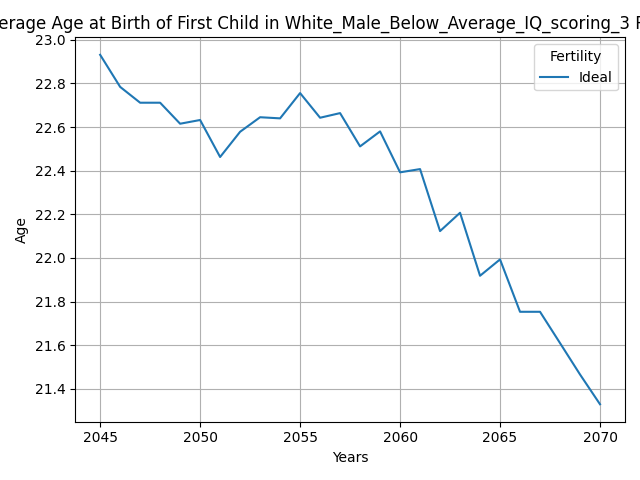 Age at Birth of First Child in White_Male_Below_Average_IQ_scoring_3
23.0
22.8
22.6
22.4
22.2
22.0
21.8
21.6
21.4
Age
Fertility
Ideal
2045 2050 2055 2060 2065 2070
Years